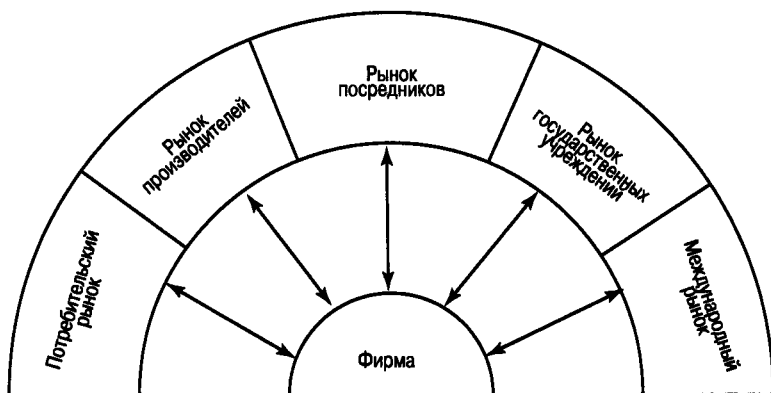 Потребительский
рынок
Рынок
производителей
Рынок
посредников
Рынок
государственных
учреждений
Международный
рынок
Фирма